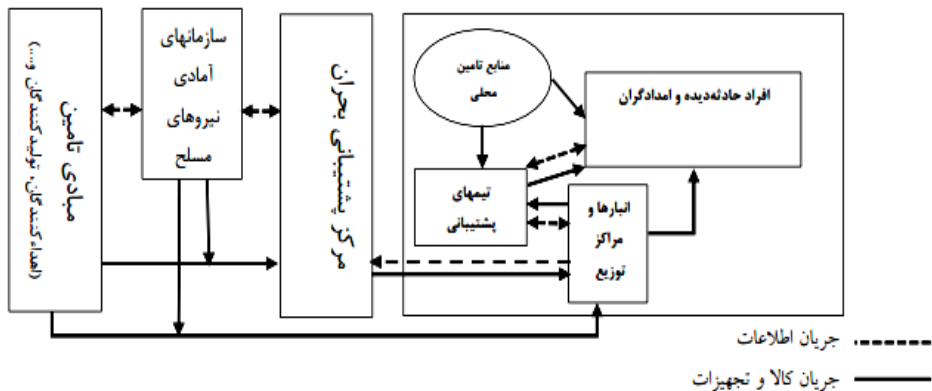 مبادی تامین
(اهداءکنندگان، تولیدکنندگان و....)
سازمانهای
آمادی
نیروهای
مسلح
مرکز پشتیبانی بحران
منابع تامین
محلی
افراد حادثه‌دیده و امدادگران
تیمهای
پشتیبانی
انبارها و
مراکز
توزیع
جریان اطلاعات
جریان کالا و تجهیزات